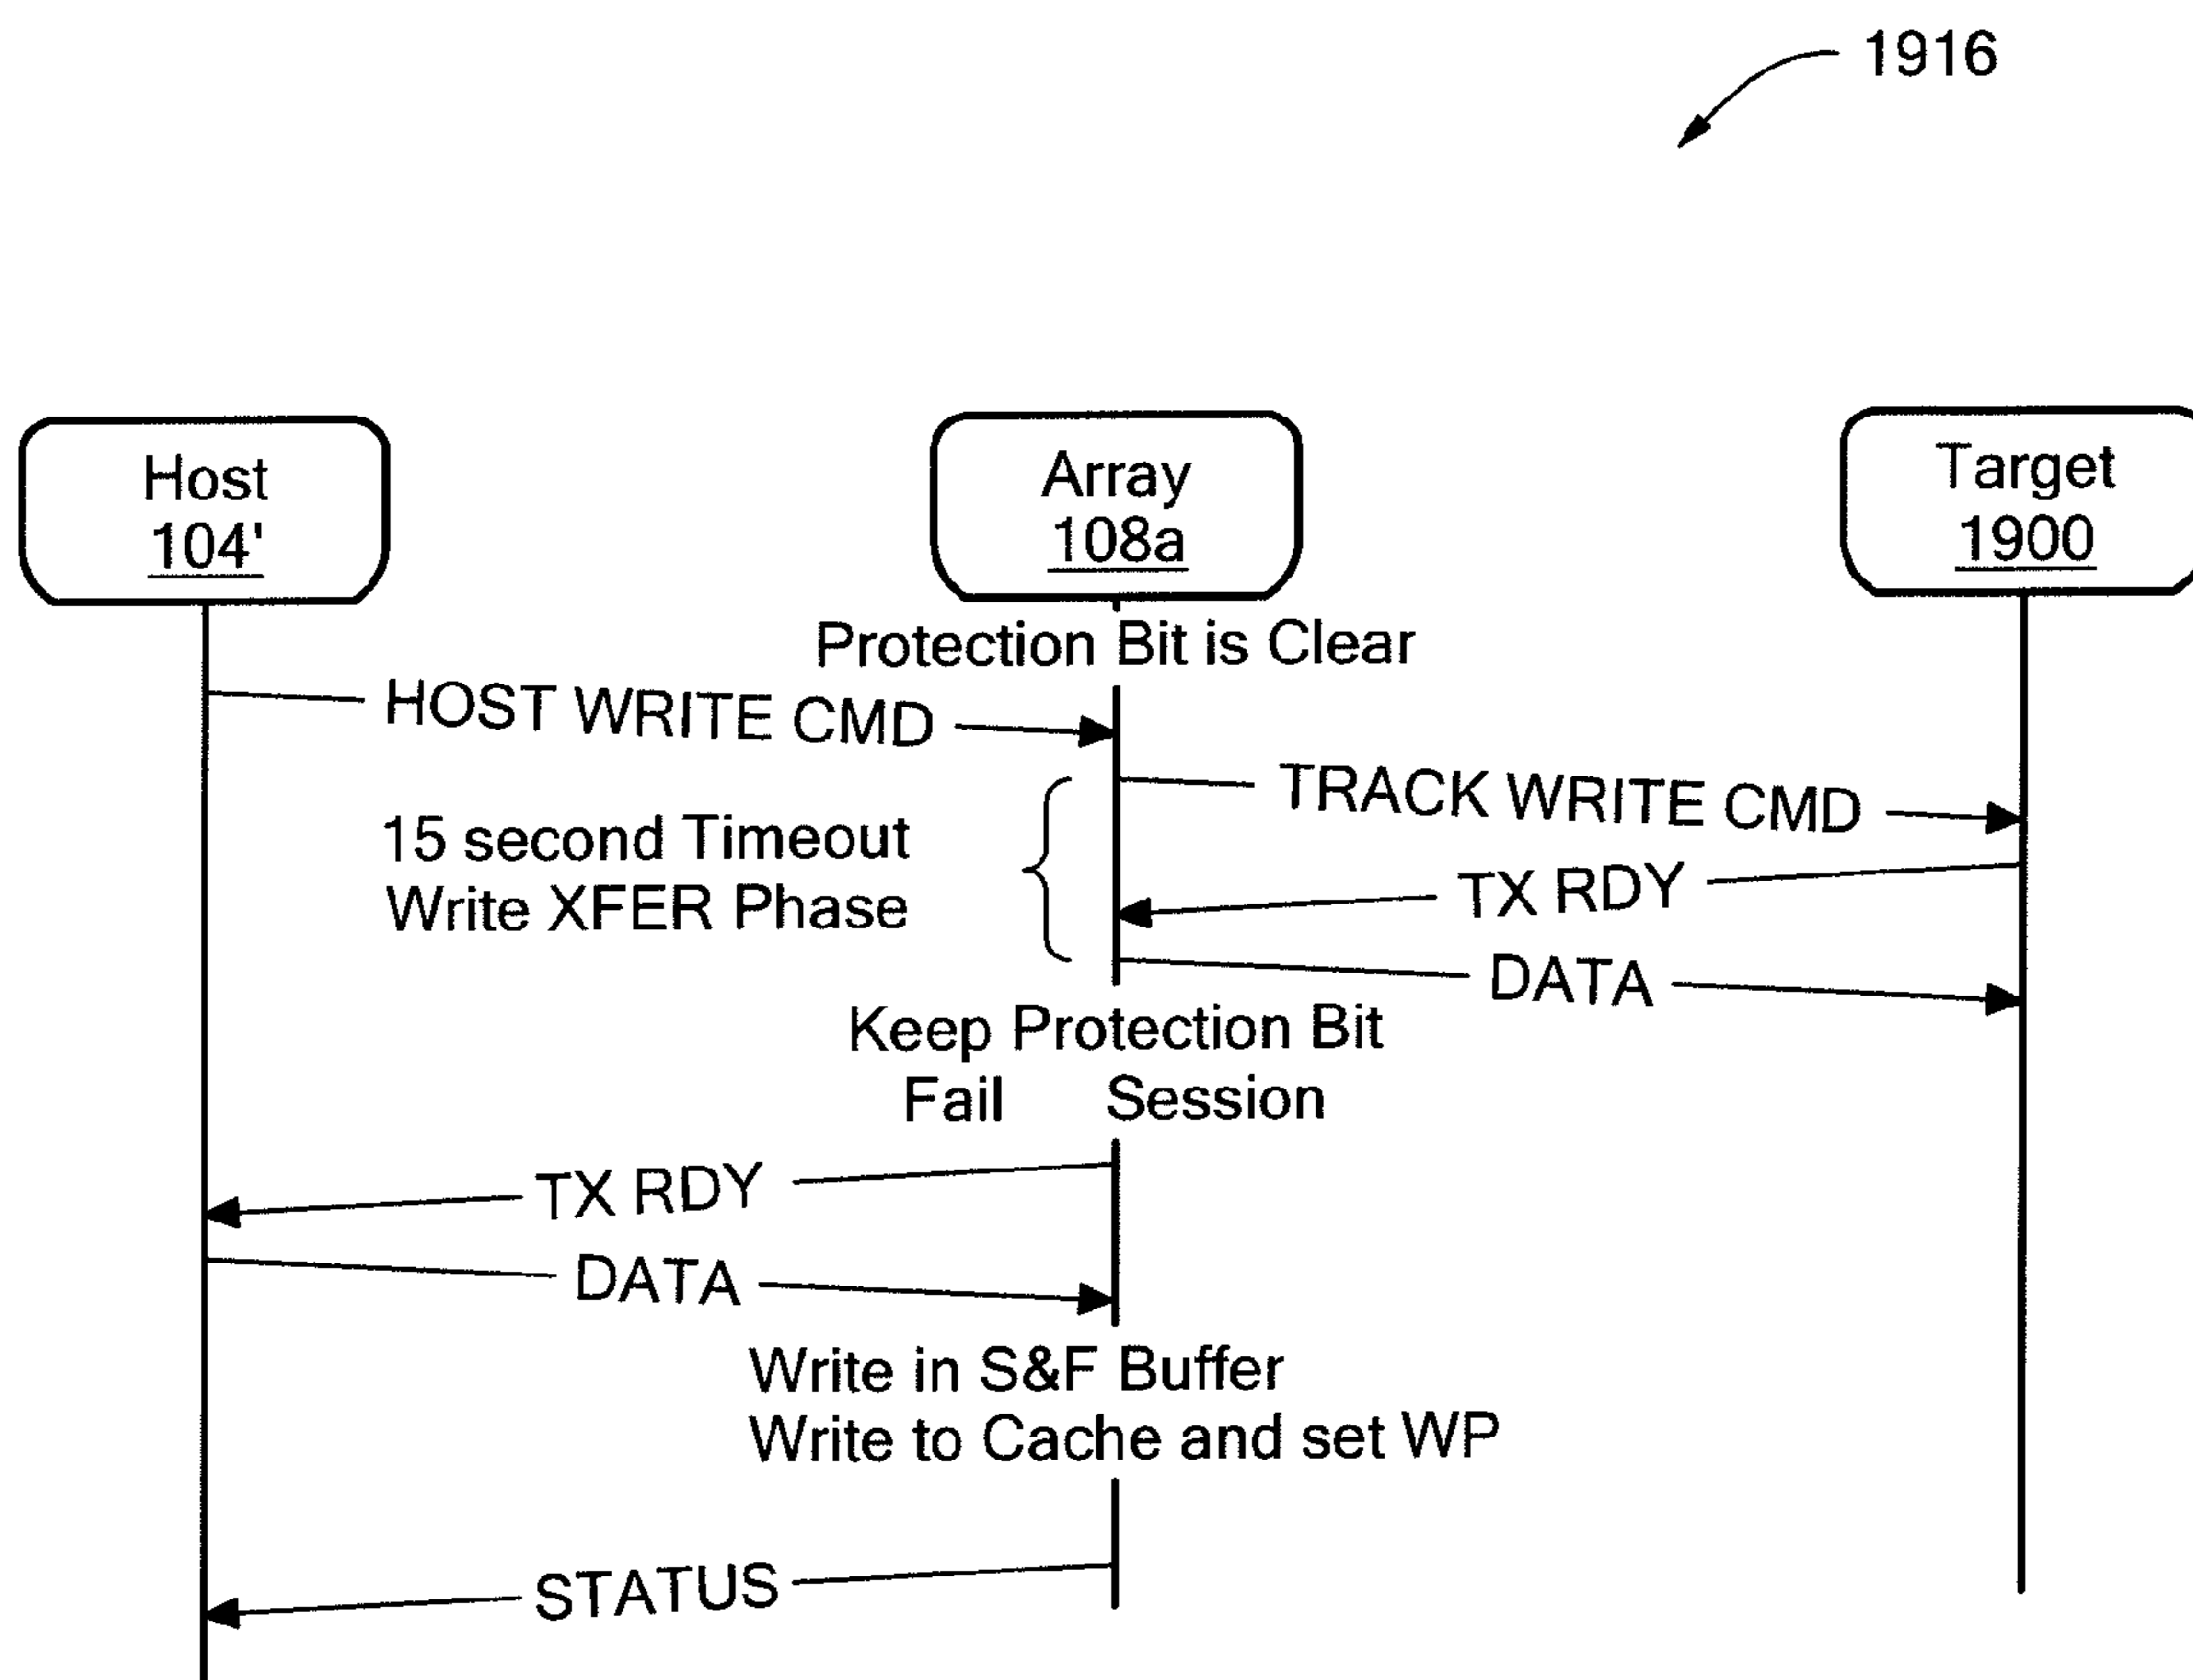 1916
Host
104'
Array
108a
Target
1900
Protection Bit is Clear
HOST WRITE CMD
TRACK WRITE CMD
15 second Timeout
Write XFER Phase
TX RDY
DATA
Keep Protection Bit
Fail Session
TX RDY
DATA
Write in S&F Buffer
Write to Cache and set WP
STATUS